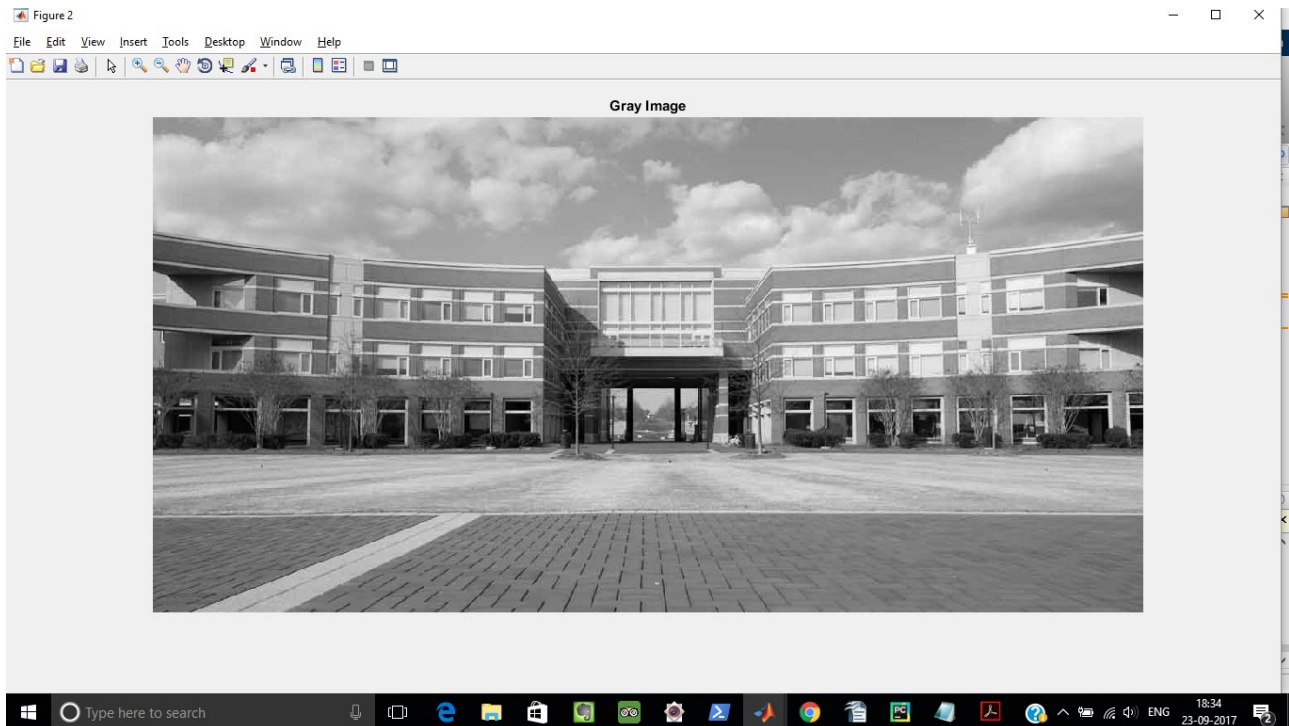 Figure 2
File Edit View Insert Tools Desktop Window Help
Gray Image
Type here to search
ENG
18:34
23-09-2017
2